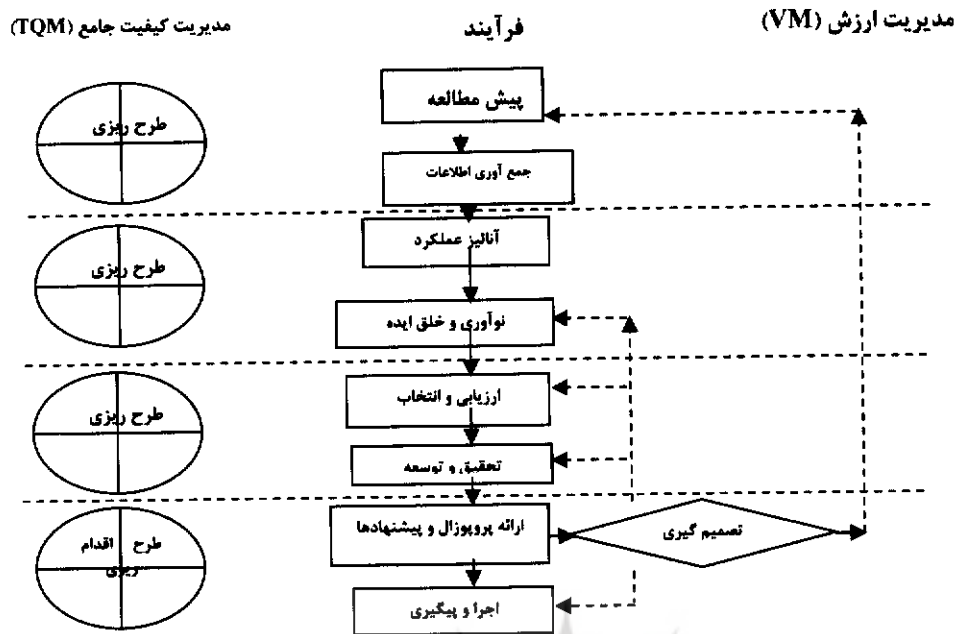 مدیریت ارزش (VM)
فرآیند
مدیریت کیفیت جامع (TQM)
پیش مطالعه
طرح ریزی
جمع آوری اطلاعات
آنالیز عملکرد
طرح ریزی
نوآوری و خلق ایده
ارزیابی و انتخاب
طرح ریزی
تحقیق و توسعه
ارائه پروپوزال و پیشنهادها
تصمیم گیری
طرح
اقدام
ریزی
اجرا و پیگیری